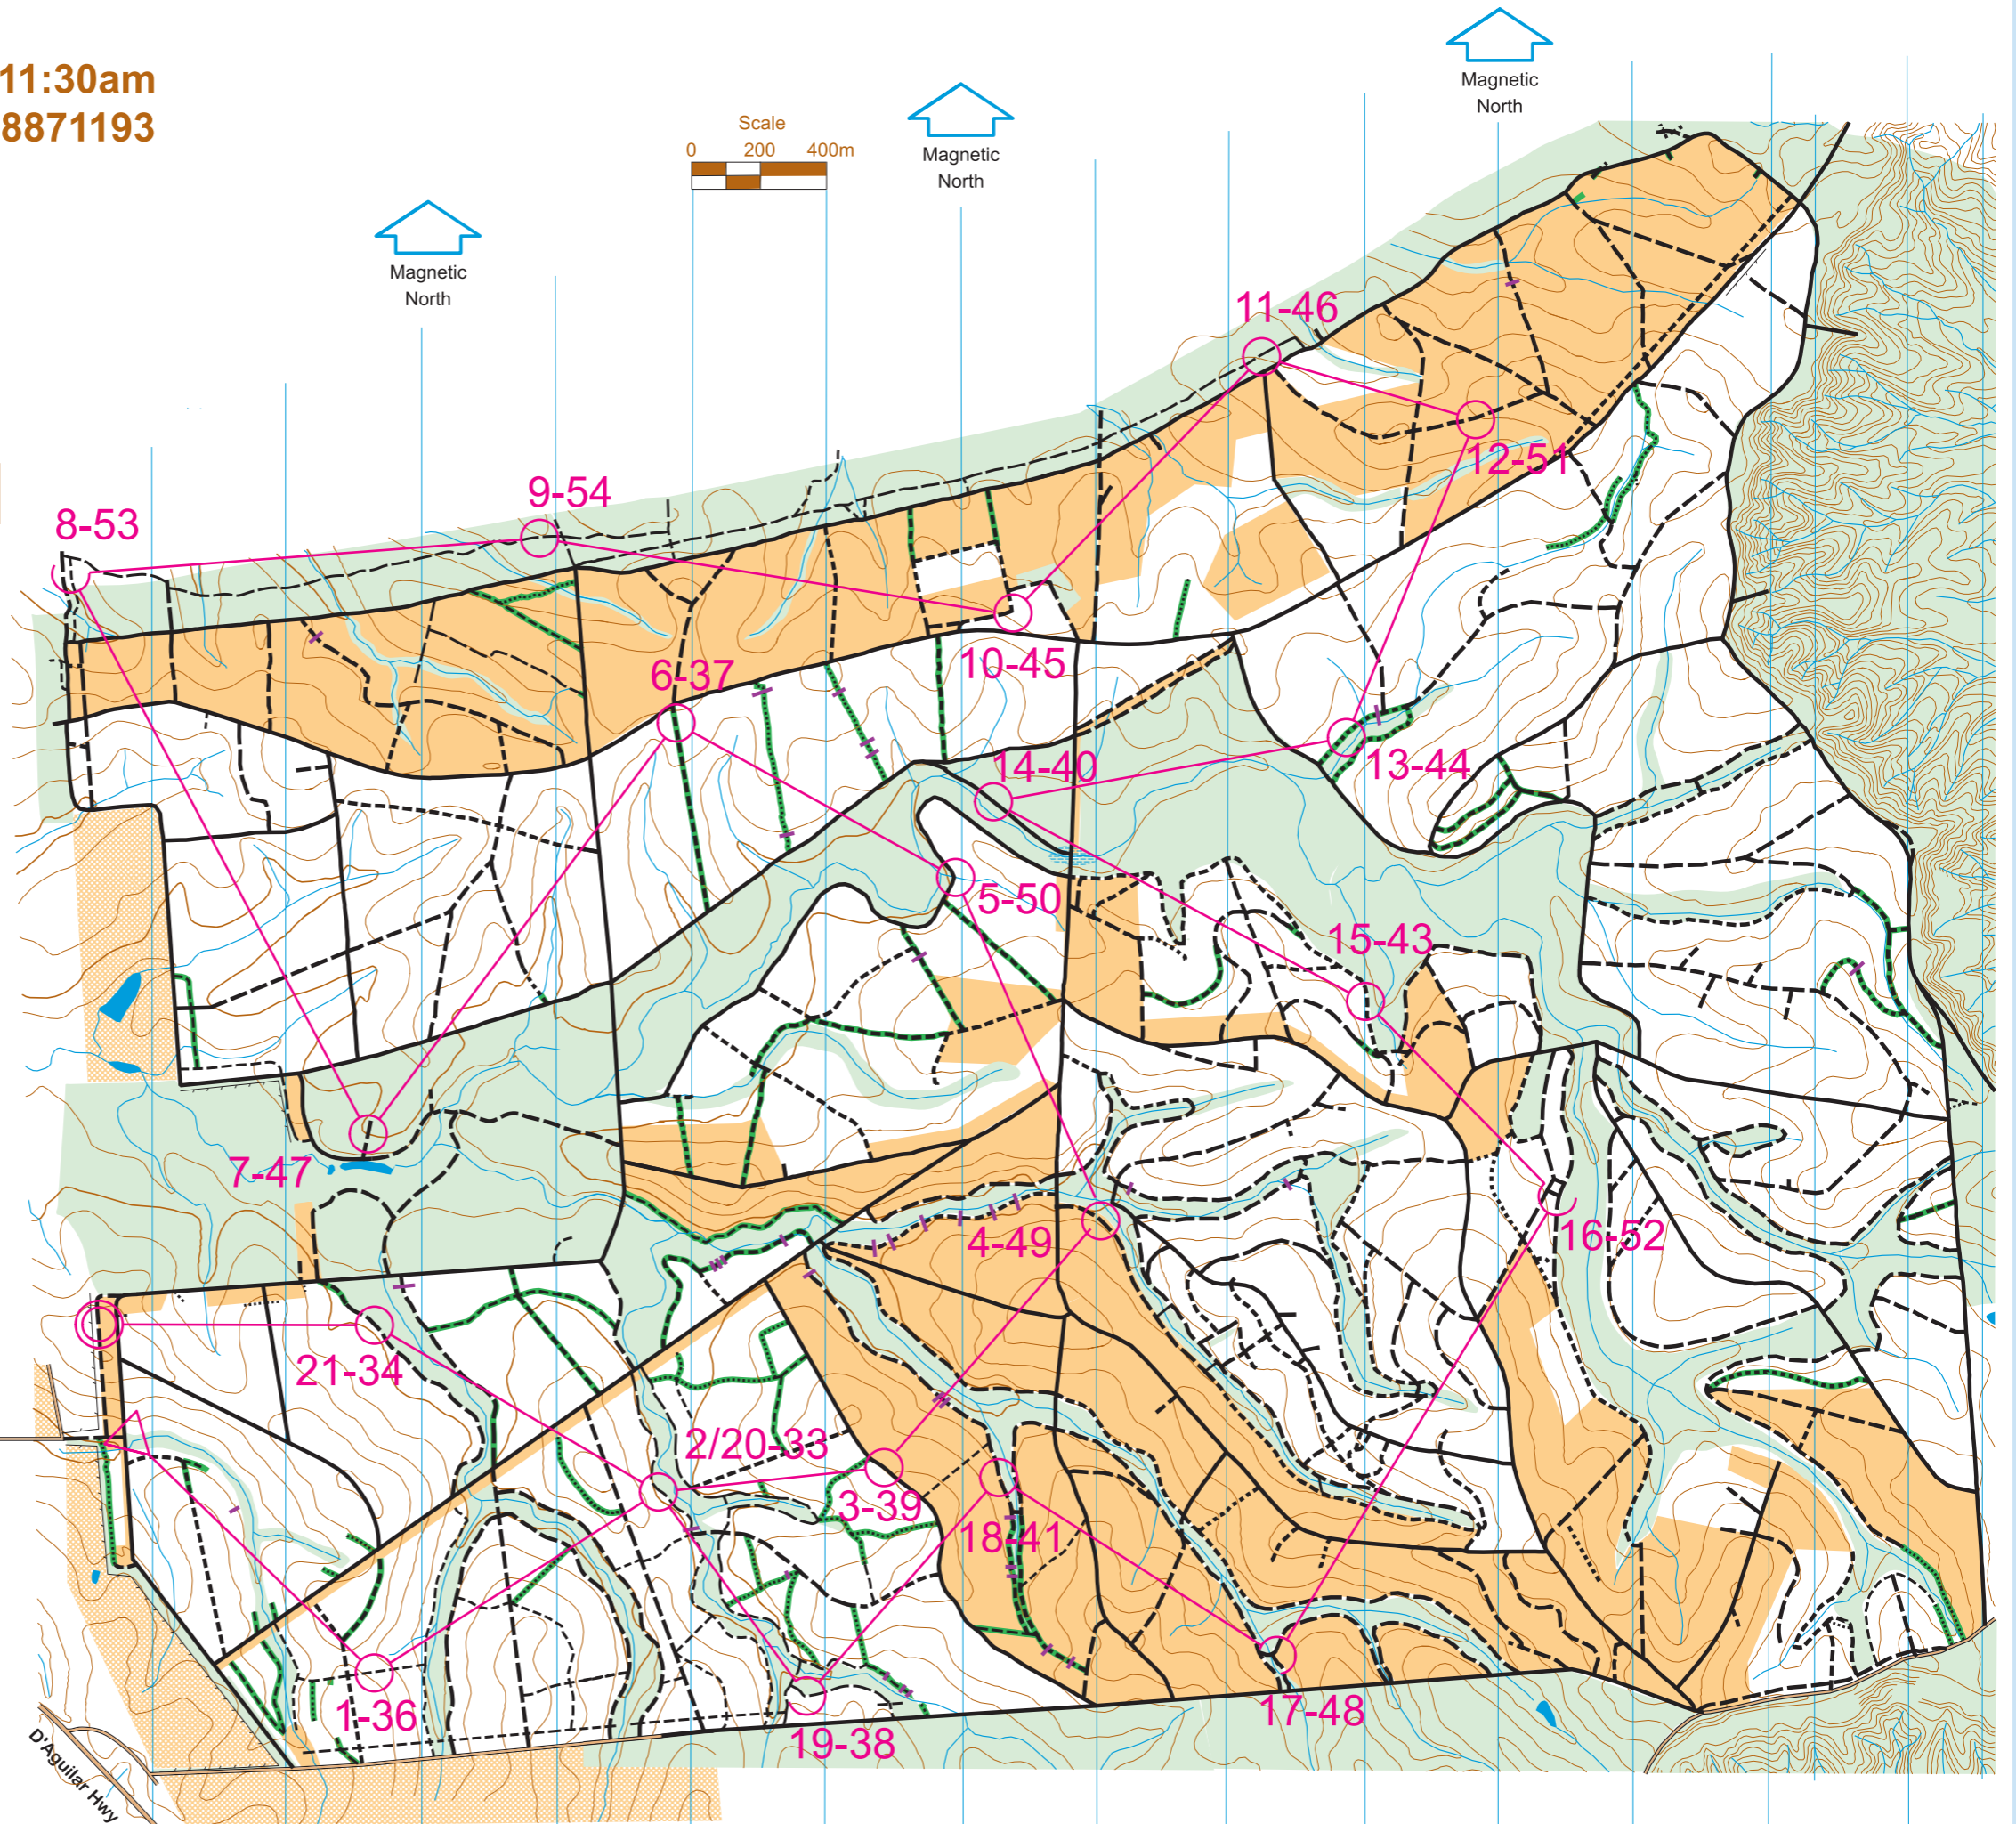 11:30am
8871193
Magnetic
North
Scale
0 200 400m
Magnetic
North
Magnetic
North
11-46
12-51
9-54
8-53
6-37
10-45
14-40
13-44
5-50
15-43
7-47
4-49
16-52
21-34
2/20-33
3-39
18-41
1-36
19-38
17-48
D'Aguilar Hwy